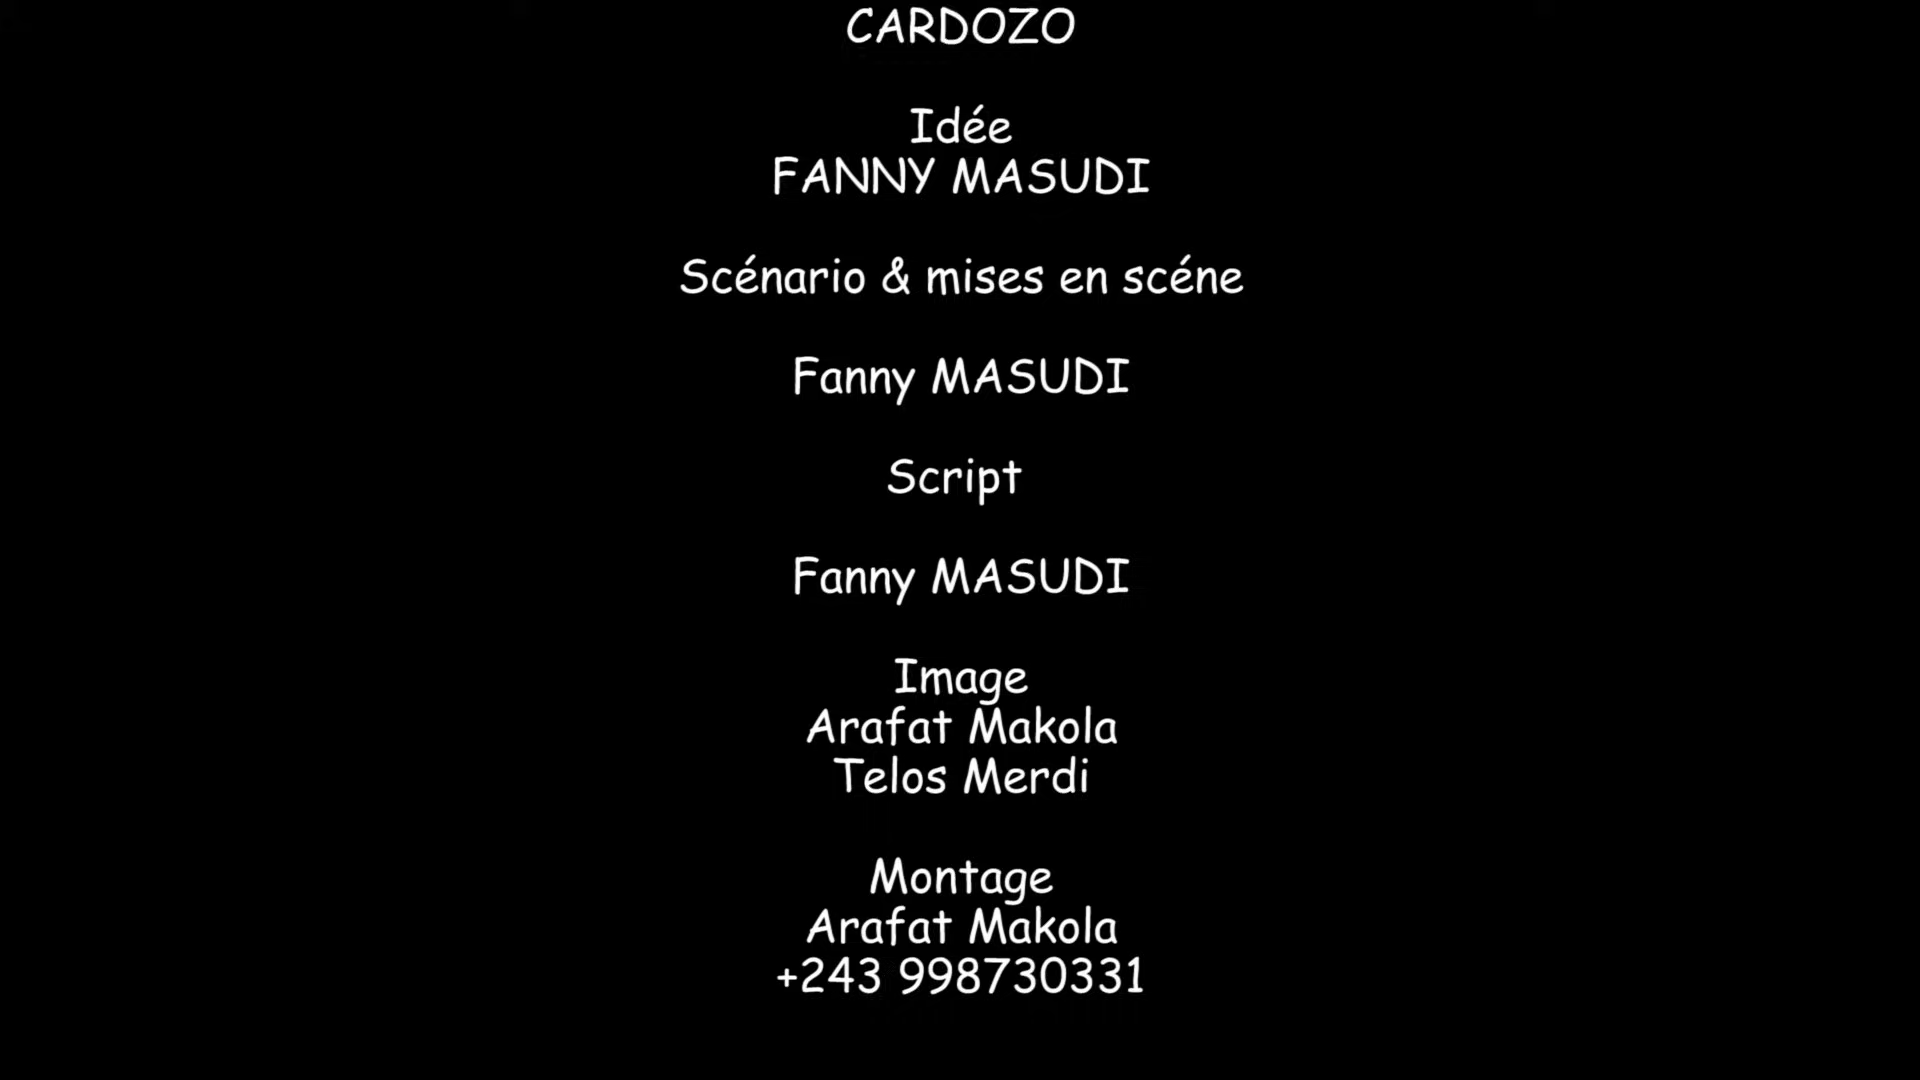 CARDOZO
Idée
FANNY MASUDI
Scénario & mises en scéne
Fanny MASUDI
Script
Fanny MASUDI
Image
Arafat Makola
Telos Merdi
Montage
Arafat Makola
+243 998730331